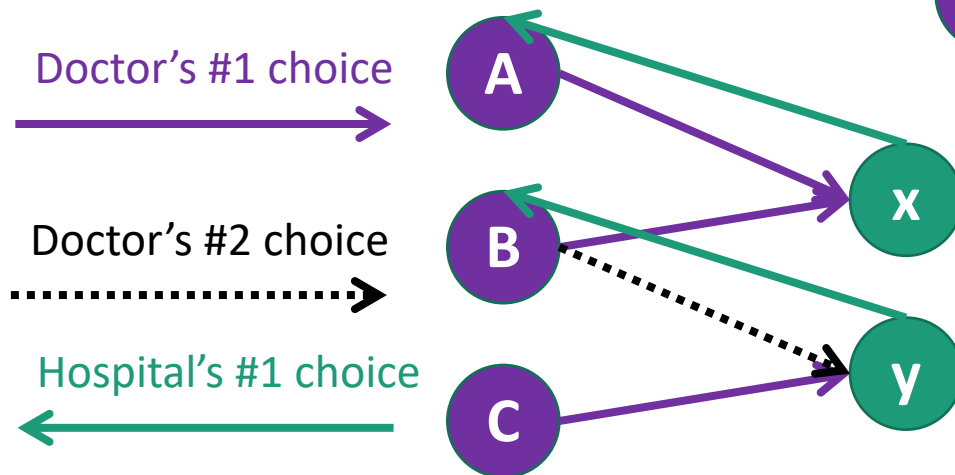 Doctor’s #1 choice
A
x
Doctor’s #2 choice
B
Hospital’s #1 choice
y
C